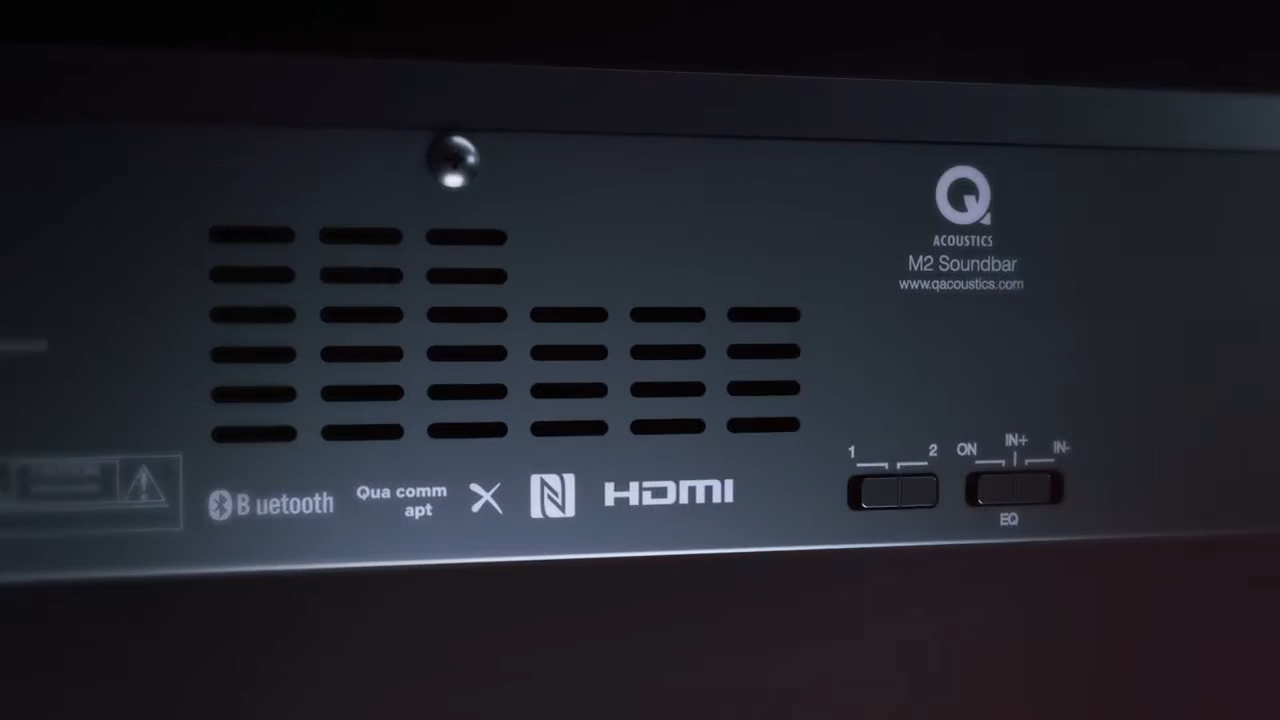 Q
ACOUSTICS
M2 Soundbar
www.qacoustics.com
1 2
ON IN+ IN-
EQ
B uetooth
Qua comm
apt X
N
HDMI